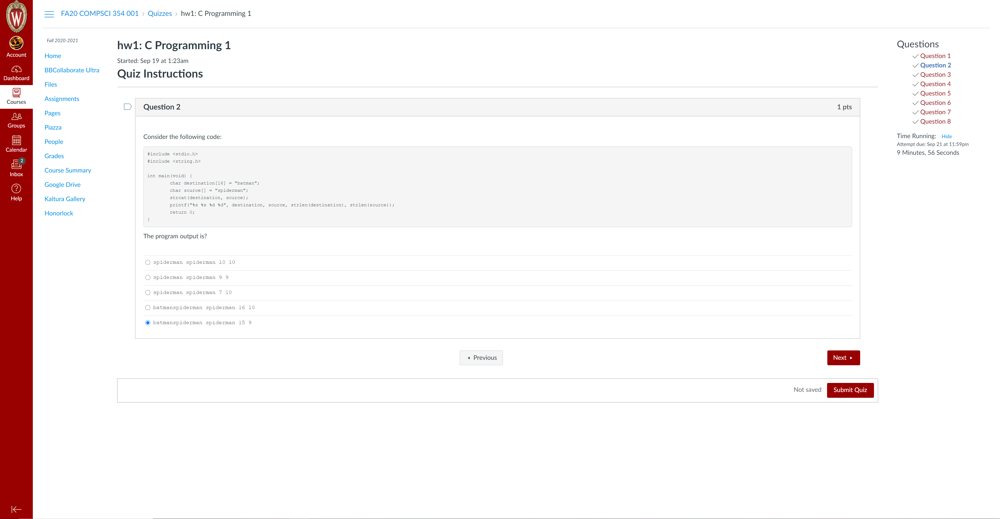 W
Account
Dashboard
Courses
Groups
Calendar
2
Inbox
Help
FA20 COMPSCI 354 001 › Quizzes › hw1: C Programming 1
Fall 2020-2021
Home
BBCollaborate Ultra
Files
Assignments
Pages
Piazza
People
Grades
Course Summary
Google Drive
Kaltura Gallery
Honorlock
hw1: C Programming 1
Started: Sep 19 at 1:23am
Quiz Instructions
Question 2 1 pts
Consider the following code:
#include <stdio.h>
#include <string.h>
int main(void) {
char destination[16] = "batman";
char source[] = "spiderman";
strcat(destination, source);
printf("%s %s %d %d", destination, source, strlen(destination), strlen(source));
return 0;
}
The program output is?
spiderman spiderman 10 10
spiderman spiderman 9 9
spiderman spiderman 7 10
batmanspiderman spiderman 16 10
batmanspiderman spiderman 15 9
Previous
Next
Not saved Submit Quiz
Questions
Question 1
Question 2
Question 3
Question 4
Question 5
Question 6
Question 7
Question 8
Time Running: Hide
Attempt due: Sep 21 at 11:59pm
9 Minutes, 56 Seconds